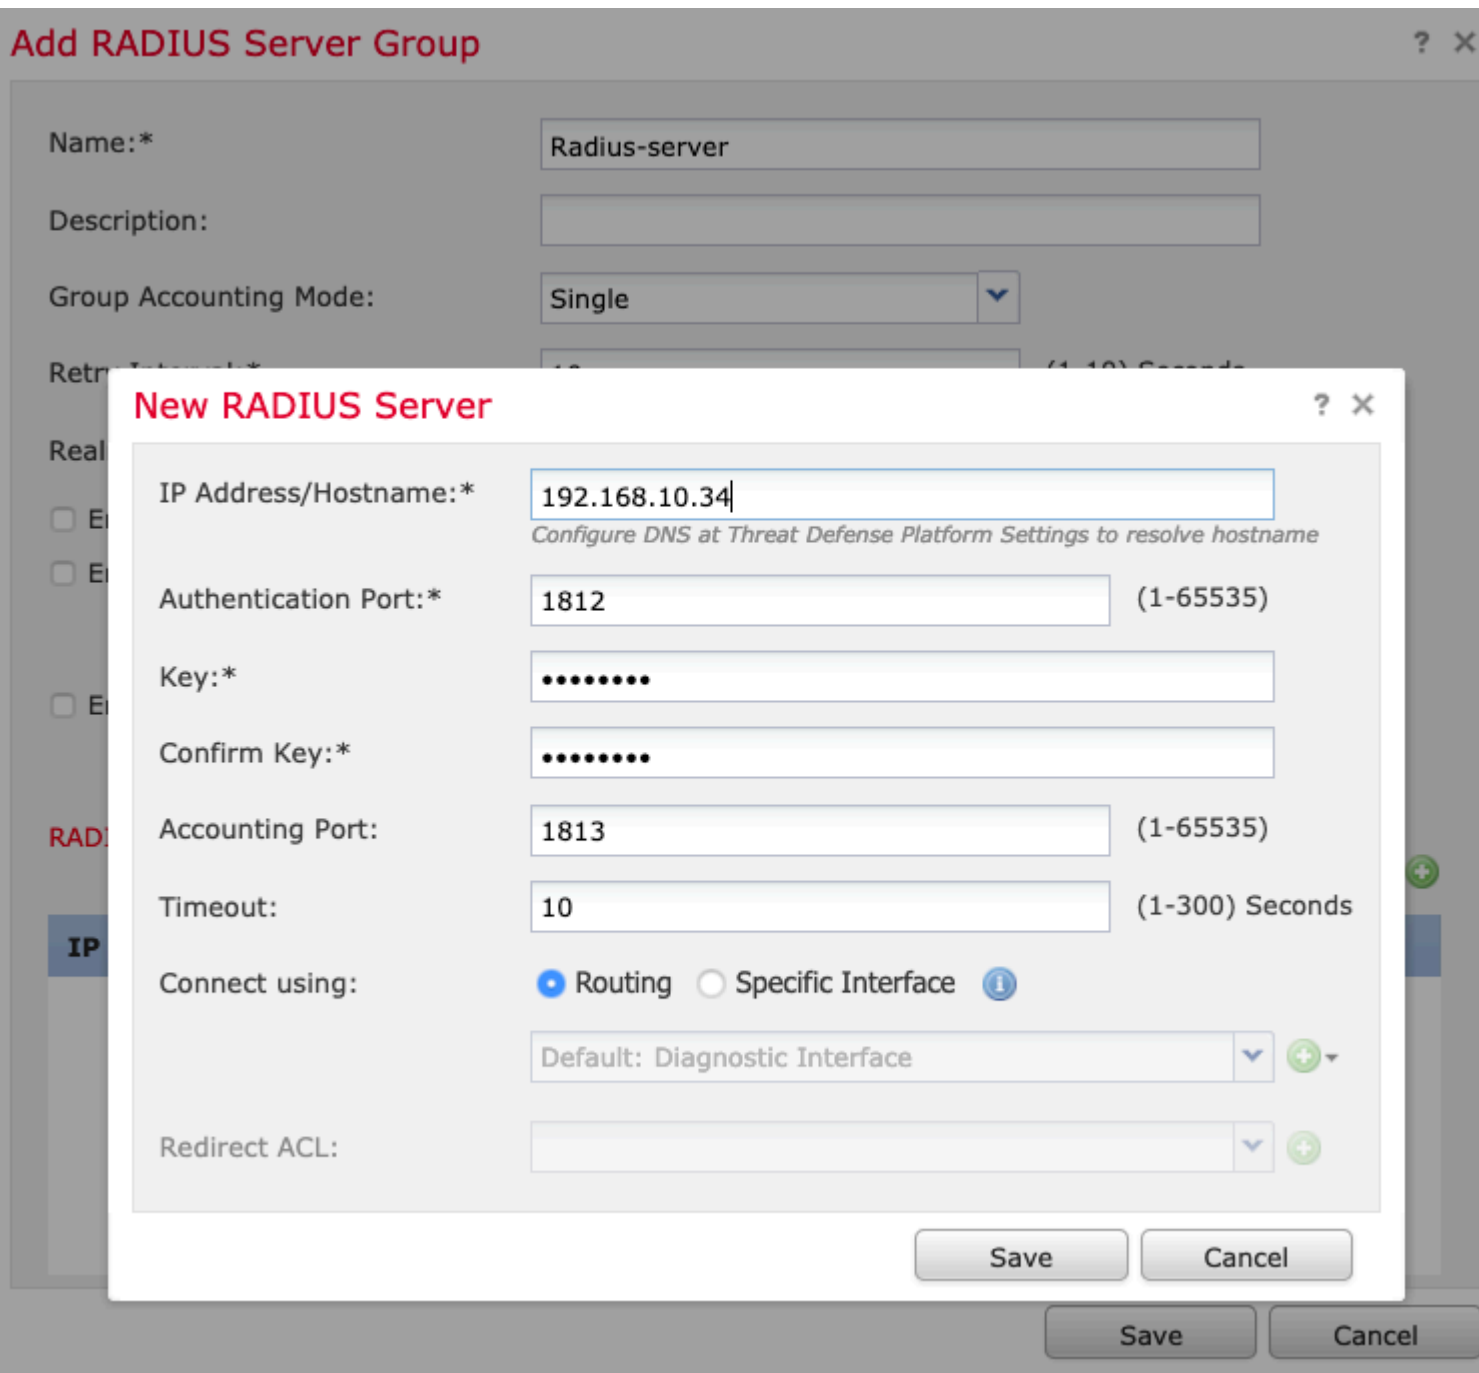 Add RADIUS Server Group ? ×
Name:* Radius-server
Description:
Group Accounting Mode: Single
New RADIUS Server ? ×
IP Address/Hostname:* 192.168.10.34
Configure DNS at Threat Defense Platform Settings to resolve hostname
Authentication Port:* 1812 (1-65535)
Key:* ••••••••
Confirm Key:* ••••••••
Accounting Port: 1813 (1-65535)
Timeout: 10 (1-300) Seconds
IP
Connect using: Routing Specific Interface
Default: Diagnostic Interface
Redirect ACL:
Save Cancel
Save Cancel